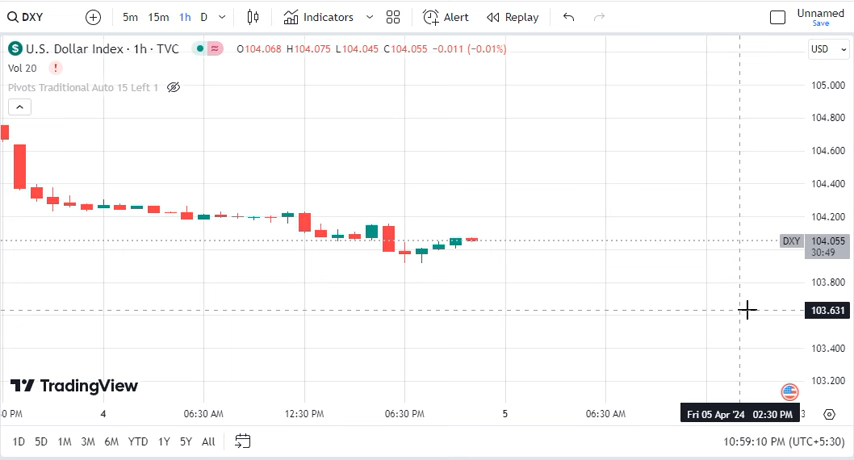 DXY 5m 15m 1h D Indicators Alert Replay Unnamed
Save
U.S. Dollar Index · 1h · TVC O104.068 H104.075 L104.045 C104.055 −0.011 (−0.01%) USD
Vol 20 !
Pivots Traditional Auto 15 Left 1
105.000
104.800
104.600
104.400
104.200
DXY 104.055
30:49
103.800
103.631
103.400
103.200
TradingView
0 PM 4 06:30 AM 12:30 PM 06:30 PM 5 06:30 AM Fri 05 Apr '24 02:30 PM 3
1D 5D 1M 3M 6M YTD 1Y 5Y All 10:59:10 PM (UTC+5:30)